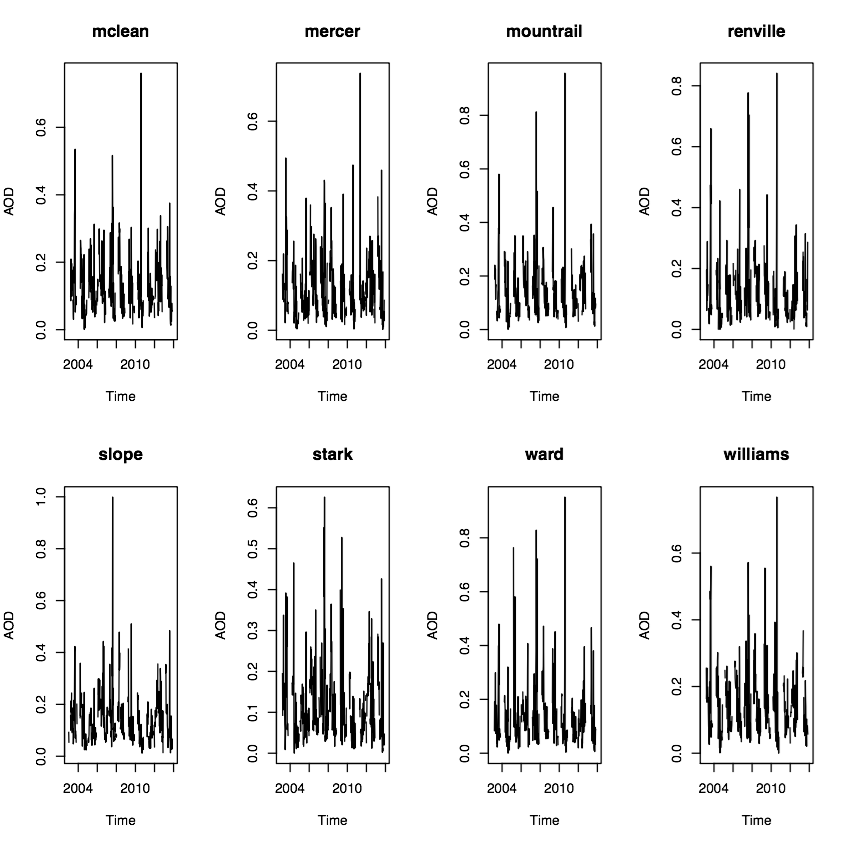 mclean mercer mountrail renville
AOD AOD AOD AOD
0.0 0.2 0.4 0.6
0.0 0.2 0.4 0.6
0.0 0.2 0.4 0.6 0.8
0.0 0.2 0.4 0.6 0.8
2004 2010 2004 2010 2004 2010 2004 2010
Time Time Time Time
slope stark ward williams
AOD AOD AOD AOD
0.0 0.2 0.4 0.6 0.8 1.0
0.0 0.1 0.2 0.3 0.4 0.5 0.6
0.0 0.2 0.4 0.6 0.8
0.0 0.2 0.4 0.6
2004 2010 2004 2010 2004 2010 2004 2010
Time Time Time Time